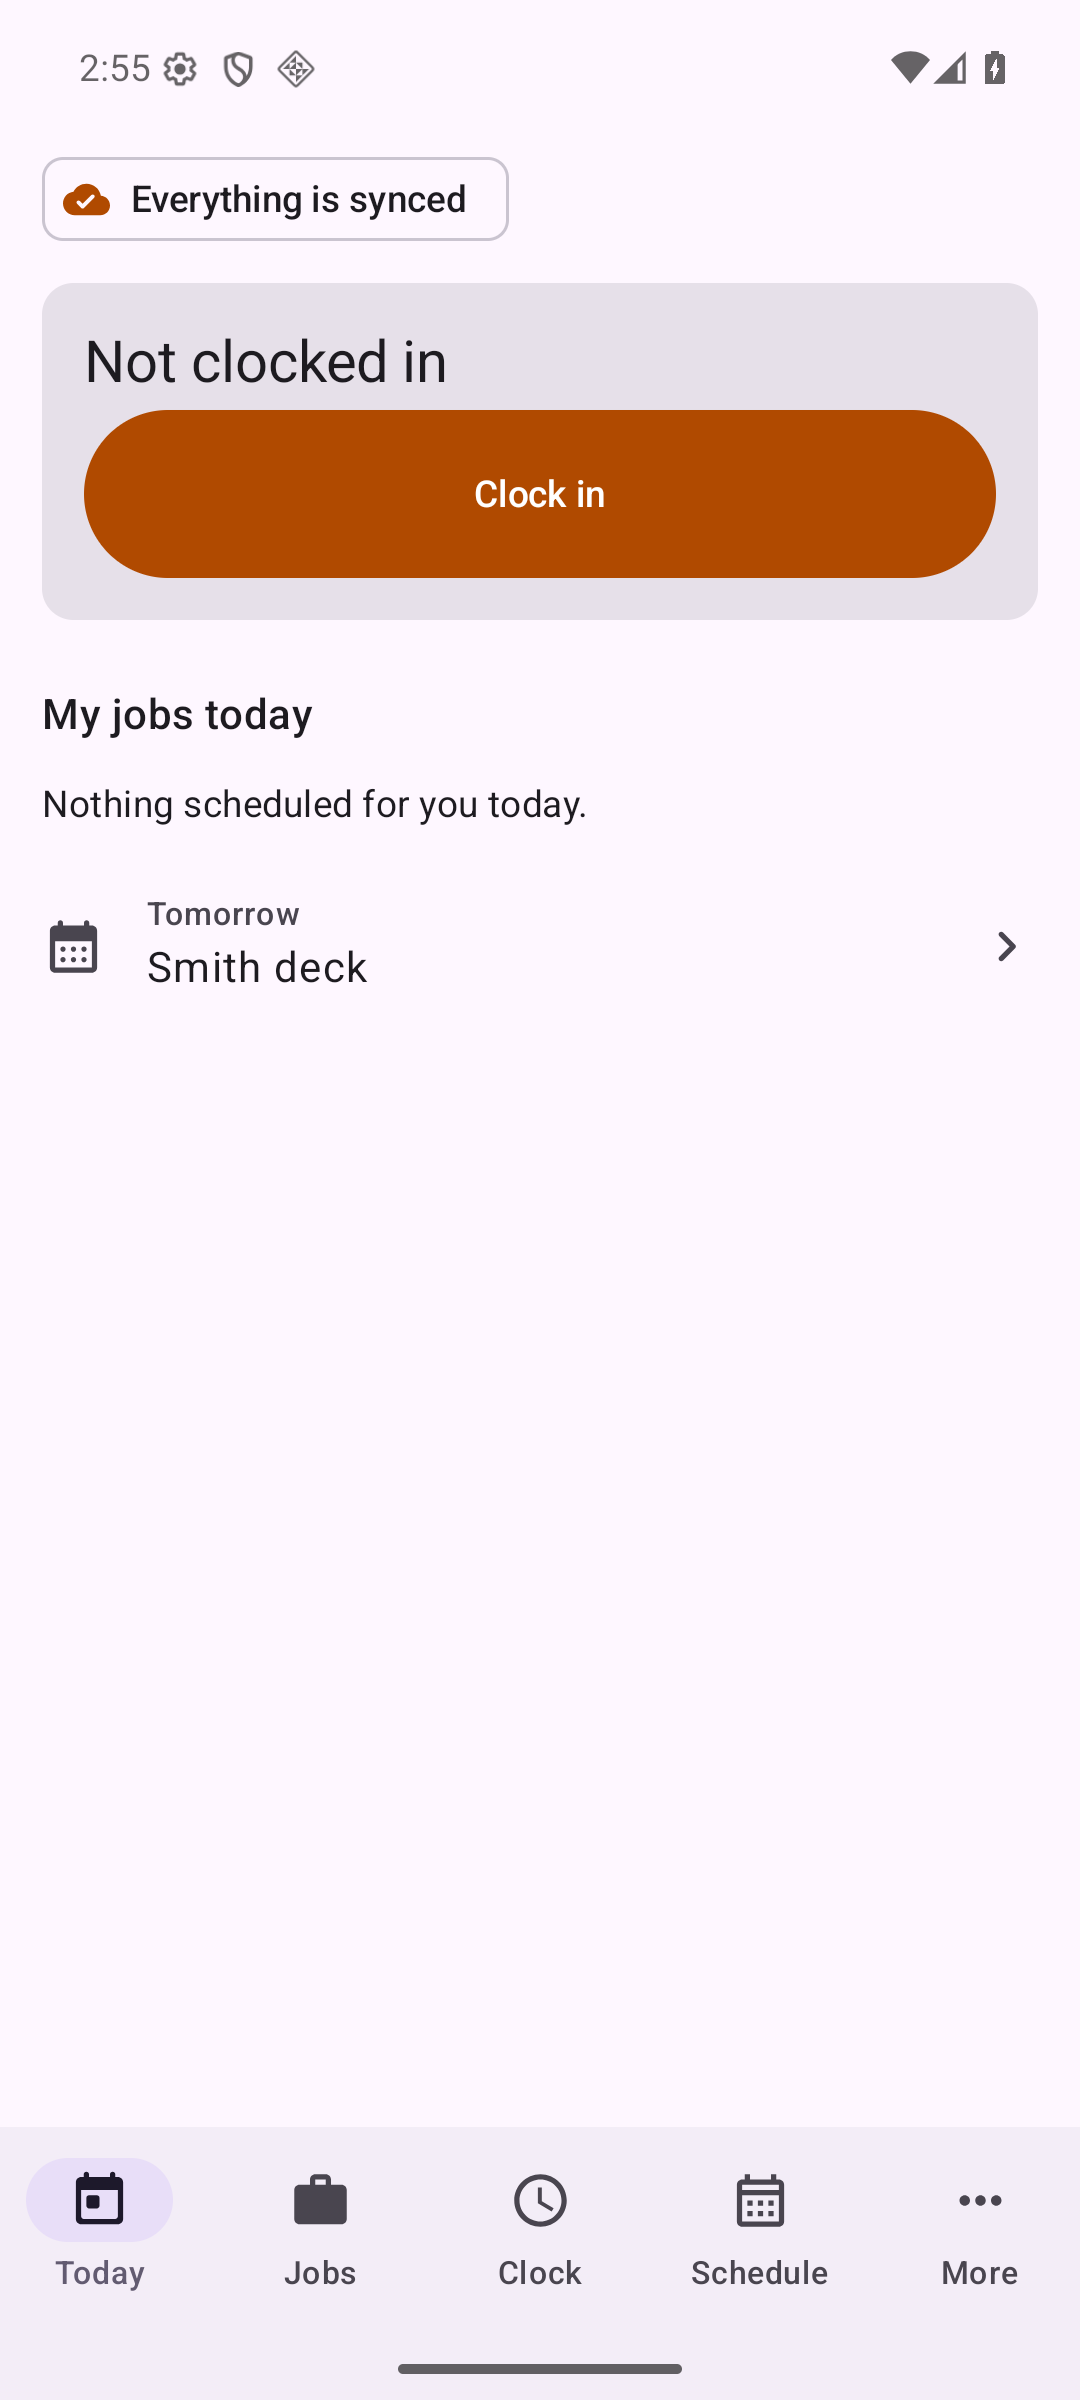 2:55
Everything is synced
Not clocked in
Clock in
My jobs today
Nothing scheduled for you today.
Tomorrow
Smith deck
Today
Jobs
Clock
Schedule
More